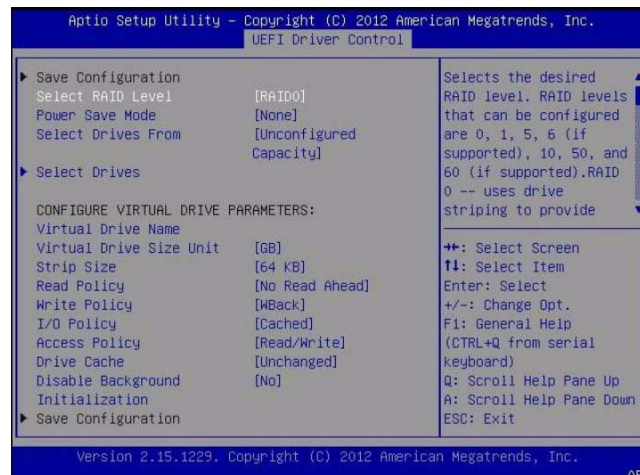 Aptio Setup Utility – Copyright (C) 2012 American Megatrends, Inc.
UEFI Driver Control
Save Configuration
Select RAID Level [RAID0]
Power Save Mode [None]
Select Drives From [Unconfigured
Capacity]
Select Drives
CONFIGURE VIRTUAL DRIVE PARAMETERS:
Virtual Drive Name
Virtual Drive Size Unit [GB]
Strip Size [64 KB]
Read Policy [No Read Ahead]
Write Policy [WBack]
I/O Policy [Cached]
Access Policy [Read/Write]
Drive Cache [Unchanged]
Disable Background [No]
Initialization
Save Configuration
Selects the desired
RAID level. RAID levels
that can be configured
are 0, 1, 5, 6 (if
supported), 10, 50, and
60 (if supported).RAID
0 -- uses drive
striping to provide
→←: Select Screen
↑↓: Select Item
Enter: Select
+/-: Change Opt.
F1: General Help
(CTRL+Q from serial
keyboard)
Q: Scroll Help Pane Up
A: Scroll Help Pane Down
ESC: Exit
Version 2.15.1229. Copyright (C) 2012 American Megatrends, Inc.